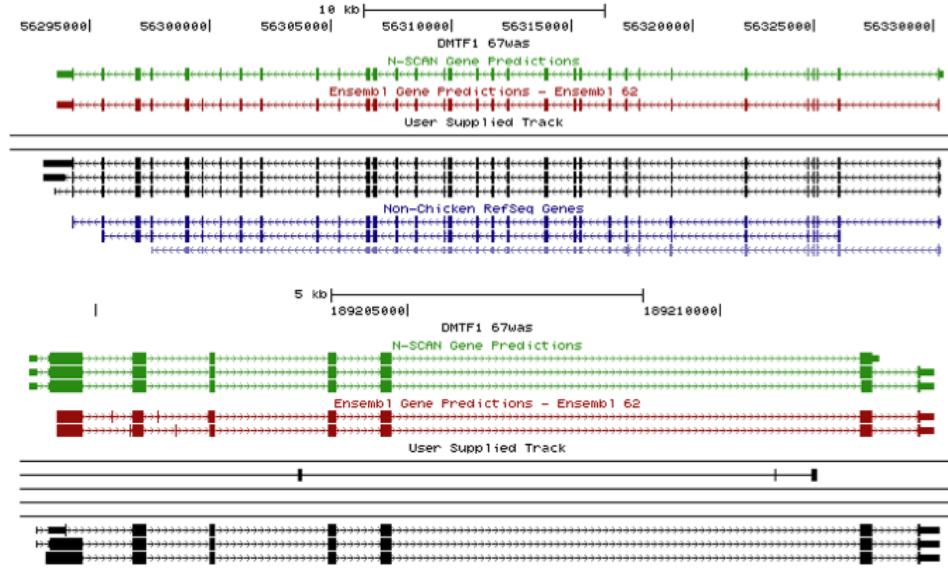 10 kb
56295000| 56300000| 56305000| 56310000| 56315000| 56320000| 56325000| 56330000|
DMTF1 67was
N-SCAN Gene Predictions
Ensembl Gene Predictions - Ensembl 62
User Supplied Track
Non-Chicken RefSeq Genes
5 kb
189205000| 189210000|
DMTF1 67was
N-SCAN Gene Predictions
Ensembl Gene Predictions - Ensembl 62
User Supplied Track